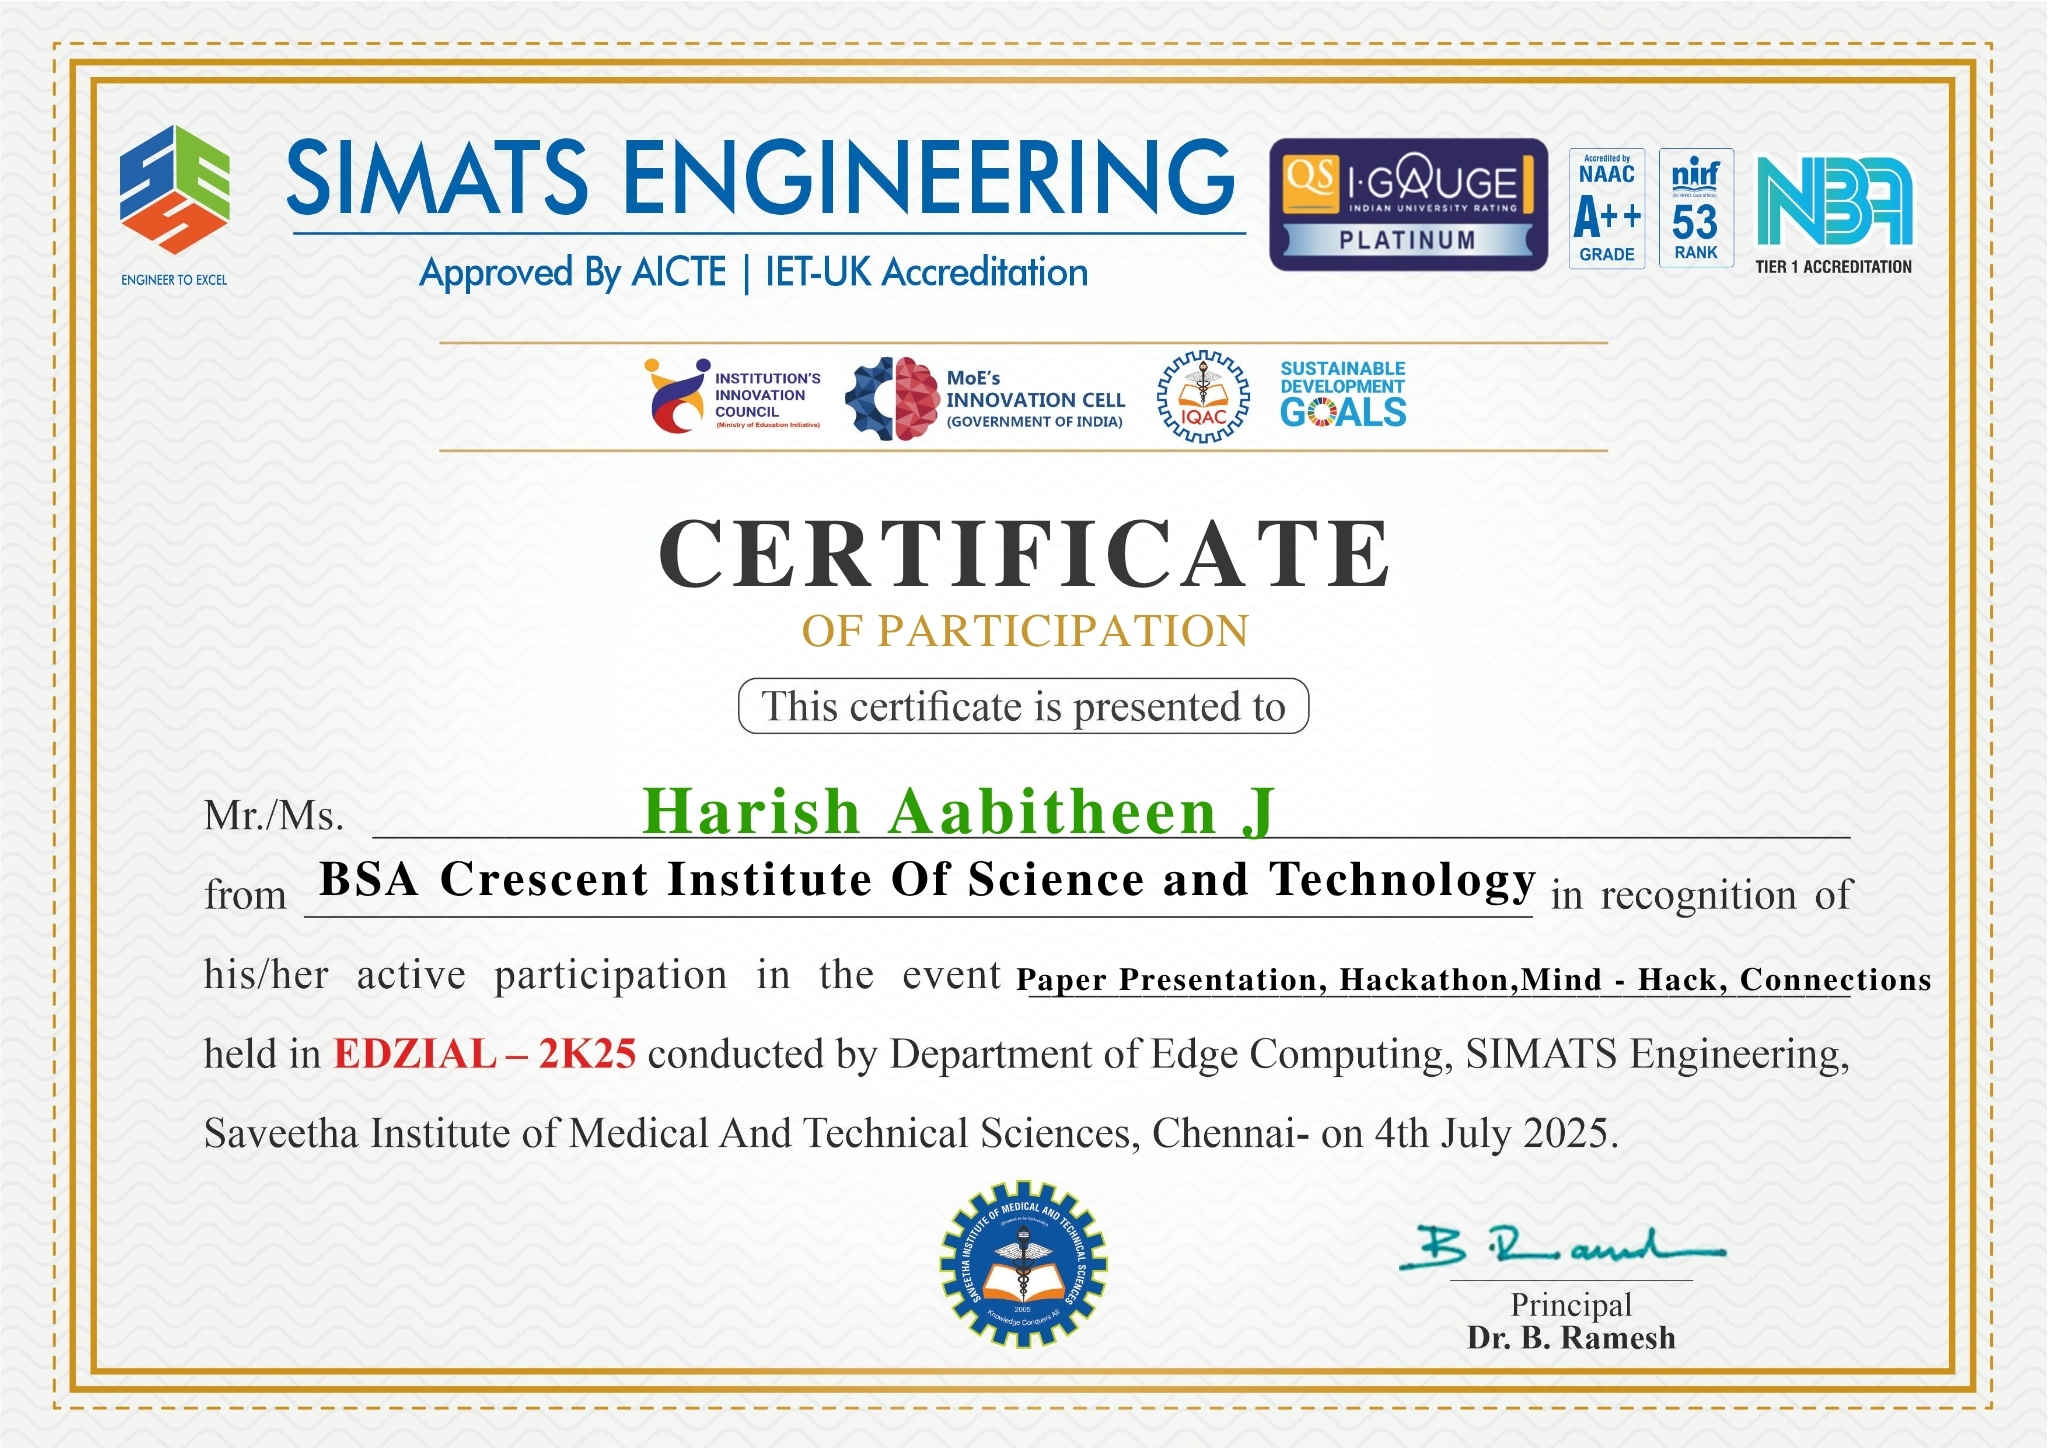 SIMATS ENGINEERING
Approved By AICTE | IET-UK Accreditation
SES
ENGINEER TO EXCEL
QS I·GAUGE
INDIAN UNIVERSITY RATING
PLATINUM
Accredited by
NAAC
A++
GRADE
nirf
53
RANK
NBA
TIER 1 ACCREDITATION
INSTITUTION'S
INNOVATION
COUNCIL
(Ministry of Education Initiative)
MoE's
INNOVATION CELL
(GOVERNMENT OF INDIA)
IQAC
SUSTAINABLE
DEVELOPMENT
GOALS
CERTIFICATE
OF PARTICIPATION
This certificate is presented to
Mr./Ms. Harish Aabitheen J
from BSA Crescent Institute Of Science and Technology in recognition of
his/her active participation in the event Paper Presentation, Hackathon,Mind - Hack, Connections
held in EDZIAL – 2K25 conducted by Department of Edge Computing, SIMATS Engineering,
Saveetha Institute of Medical And Technical Sciences, Chennai- on 4th July 2025.
SAVEETHA INSTITUTE OF MEDICAL AND TECHNICAL SCIENCES
2005
Knowledge Conquers All
B. Ramesh
Principal
Dr. B. Ramesh